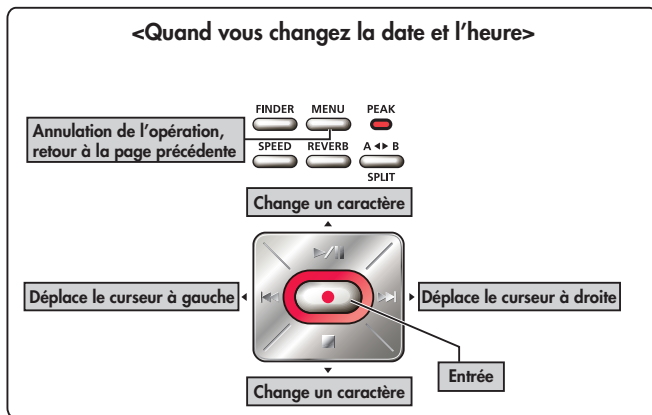 <Quand vous changez la date et l'heure>
FINDER MENU PEAK
Annulation de l'opération,
retour à la page précédente
SPEED REVERB A ◂▸ B
SPLIT
Change un caractère
Déplace le curseur à gauche
Déplace le curseur à droite
Entrée
Change un caractère